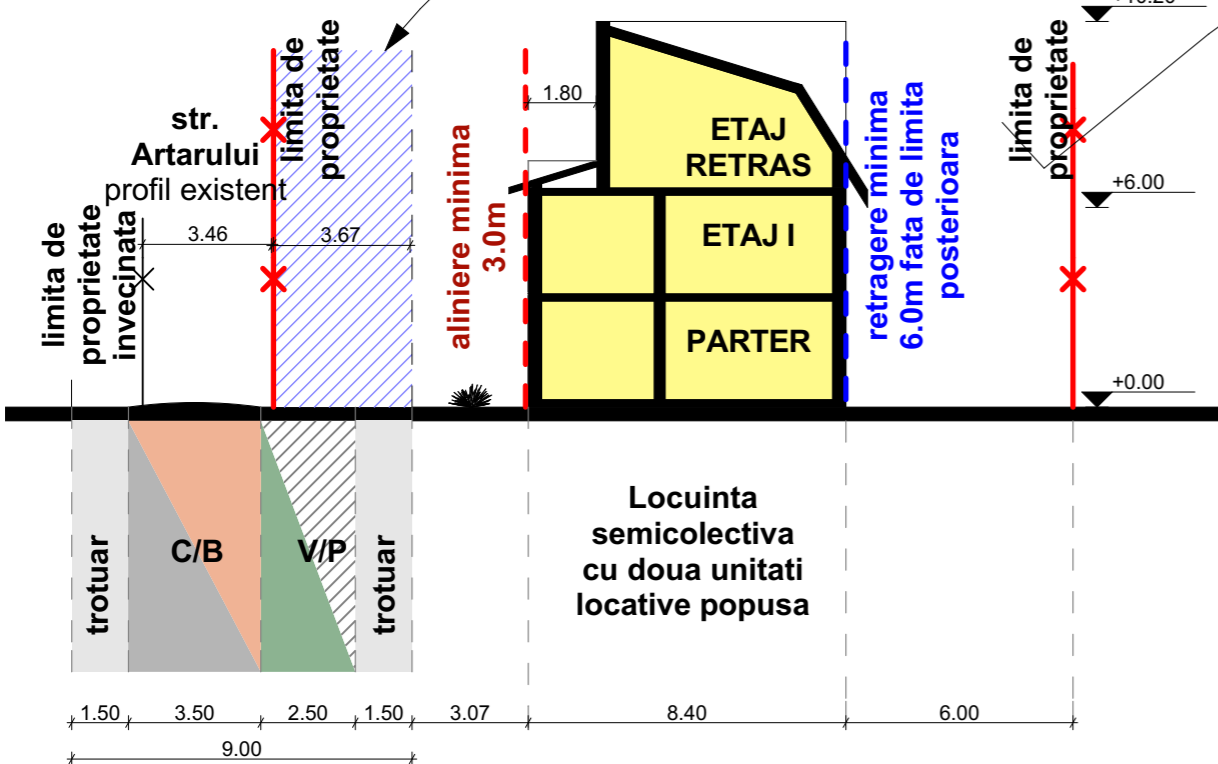 limita de
proprietate
str.
Artarului
profil existent
limita de
proprietate
invecinata
3.46
3.67
aliniere minima
3.0m
1.80
ETAJ
RETRAS
ETAJ I
PARTER
retragere minima
6.0m fata de limita
posterioara
limita de
proprietate
+6.00
+0.00
trotuar
C/B
V/P
trotuar
Locuinta
semicolectiva
cu doua unitati
locative popusa
1.50
3.50
2.50
1.50
3.07
8.40
6.00
9.00